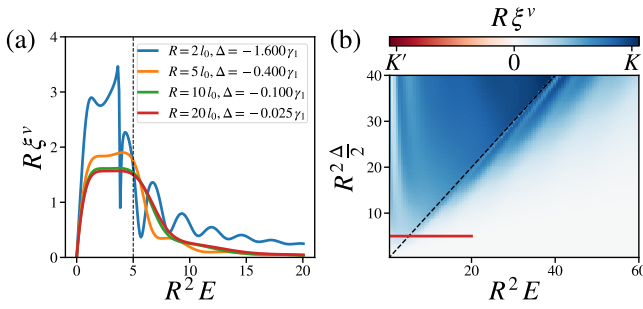 (a)
R ξ^v
4
3
2
1
0
R = 2 l_0, Δ = −1.600 γ_1
R = 5 l_0, Δ = −0.400 γ_1
R = 10 l_0, Δ = −0.100 γ_1
R = 20 l_0, Δ = −0.025 γ_1
0 5 10 15 20
R^2 E
(b)
R ξ^v
K′ 0 K
R^2 Δ/2
40
30
20
10
20 40 60
R^2 E